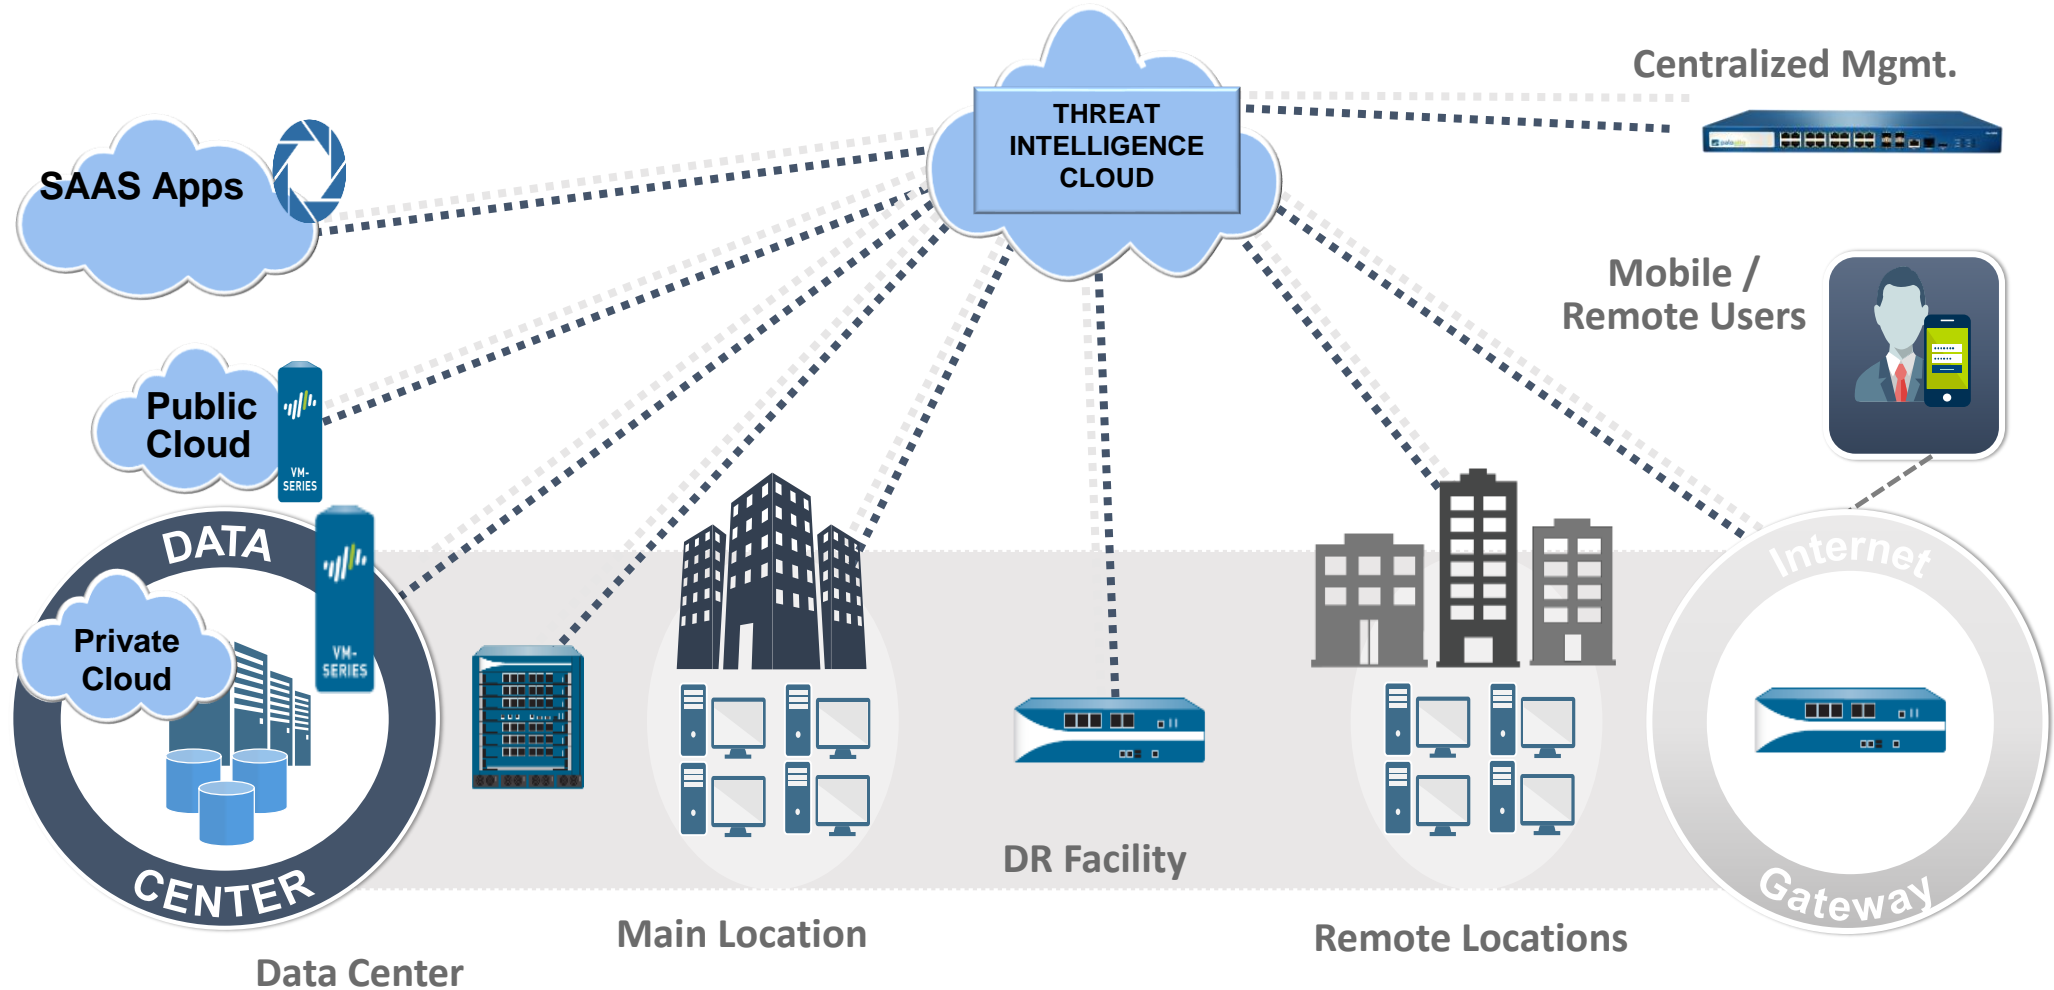 THREAT
INTELLIGENCE
CLOUD
Centralized Mgmt.
paloalto
SAAS Apps
Mobile /
Remote Users
Public
Cloud
VM-
SERIES
DATA
CENTER
Private
Cloud
VM-
SERIES
Internet
Gateway
DR Facility
Main Location
Remote Locations
Data Center